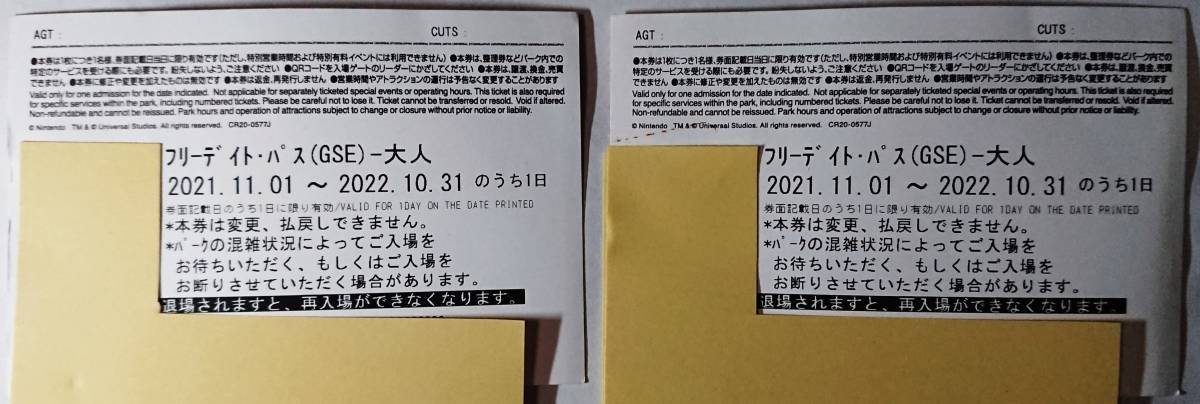 AGT :
CUTS :
●本券は1枚につき1名様、券面記載日当日に限り有効です(ただし、特別営業時間および特別有料イベントには利用できません)●本券は、整理券などパーク内での
特定のサービスを受ける際にも必要です。紛失しないよう、ご注意ください ●QRコードを入場ゲートのリーダーにかざしてください ●本券は、譲渡、換金、売買
できません ●本券に修正や変更を加えたものは無効です ●本券は返金、再発行しません ●営業時間やアトラクションの運行は予告なく変更することがあります
Valid only for one admission for the date indicated. Not applicable for separately ticketed special events or operating hours. This ticket is also required
for specific services within the park, including numbered tickets. Please be careful not to lose it. Ticket cannot be transferred or resold. Void if altered.
Non-refundable and cannot be reissued. Park hours and operation of attractions subject to change or closure without prior notice or liability.
© Nintendo TM & © Universal Studios. All rights reserved. CR20-0577J
フリーデイト・パス(GSE)-大人
2021.11.01 ～ 2022.10.31 のうち1日
券面記載日のうち1日に限り有効/VALID FOR 1DAY ON THE DATE PRINTED
*本券は変更、払戻しできません。
*パークの混雑状況によってご入場を
お待ちいただく、もしくはご入場を
お断りさせていただく場合があります。
退場されますと、再入場ができなくなります。
AGT :
CUTS :
●本券は1枚につき1名様、券面記載日当日に限り有効です(ただし、特別営業時間および特別有料イベントには利用できません)●本券は、整理券などパーク内での
特定のサービスを受ける際にも必要です。紛失しないよう、ご注意ください ●QRコードを入場ゲートのリーダーにかざしてください ●本券は、譲渡、換金、売買
できません ●本券に修正や変更を加えたものは無効です ●本券は返金、再発行しません ●営業時間やアトラクションの運行は予告なく変更することがあります
Valid only for one admission for the date indicated. Not applicable for separately ticketed special events or operating hours. This ticket is also required
for specific services within the park, including numbered tickets. Please be careful not to lose it. Ticket cannot be transferred or resold. Void if altered.
Non-refundable and cannot be reissued. Park hours and operation of attractions subject to change or closure without prior notice or liability.
© Nintendo TM & © Universal Studios. All rights reserved. CR20-0577J
フリーデイト・パス(GSE)-大人
2021.11.01 ～ 2022.10.31 のうち1日
券面記載日のうち1日に限り有効/VALID FOR 1DAY ON THE DATE PRINTED
*本券は変更、払戻しできません。
*パークの混雑状況によってご入場を
お待ちいただく、もしくはご入場を
お断りさせていただく場合があります。
退場されますと、再入場ができなくなります。